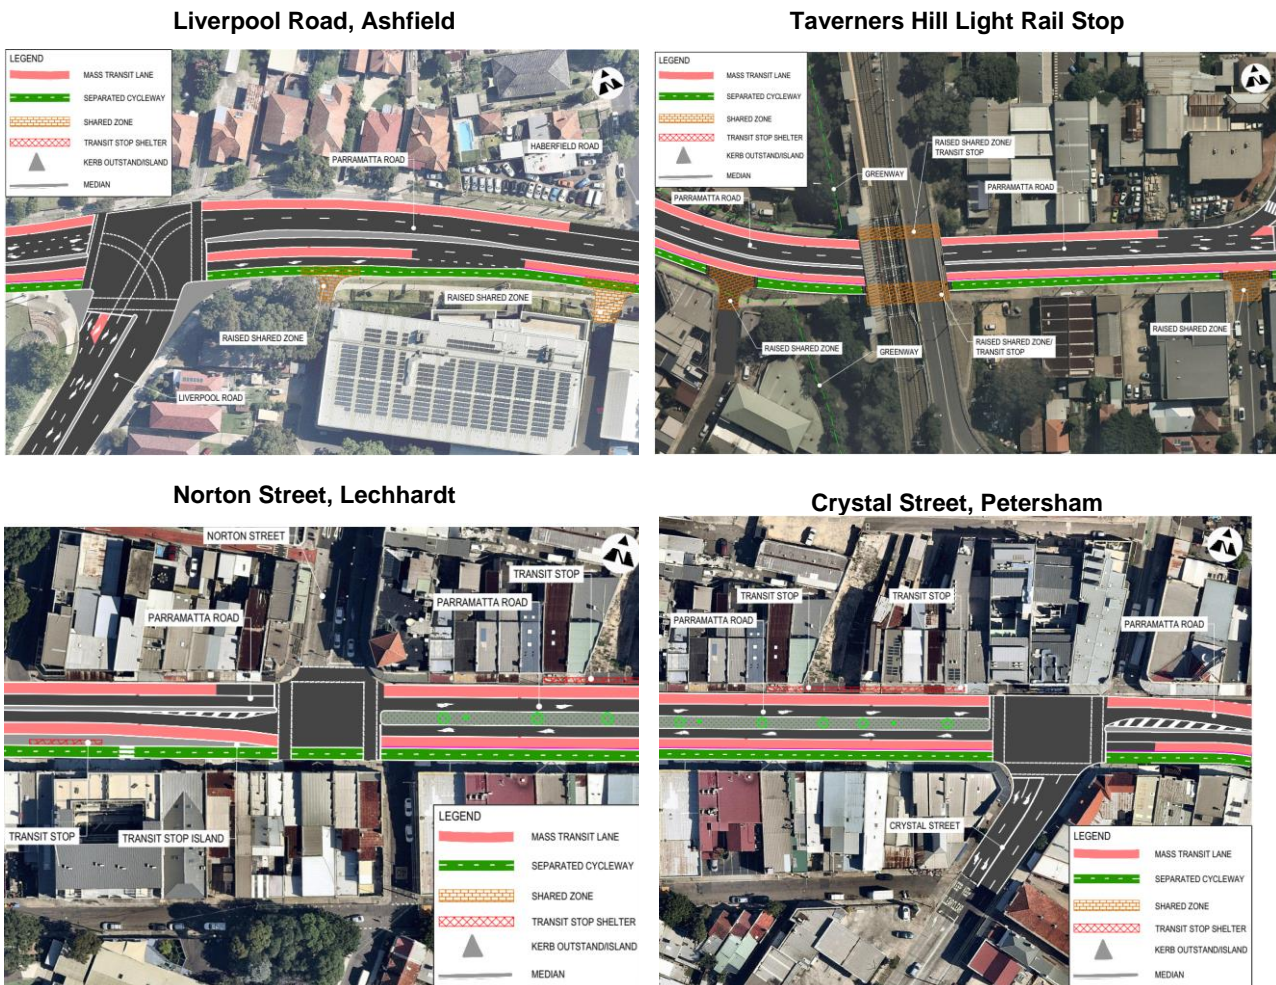 Liverpool Road, Ashfield
LEGEND
MASS TRANSIT LANE
SEPARATED CYCLEWAY
SHARED ZONE
TRANSIT STOP SHELTER
KERB OUTSTAND/ISLAND
MEDIAN
PARRAMATTA ROAD
HABERFIELD ROAD
RAISED SHARED ZONE
RAISED SHARED ZONE
LIVERPOOL ROAD
Taverners Hill Light Rail Stop
LEGEND
MASS TRANSIT LANE
SEPARATED CYCLEWAY
SHARED ZONE
TRANSIT STOP SHELTER
KERB OUTSTAND/ISLAND
MEDIAN
RAISED SHARED ZONE/
TRANSIT STOP
GREENWAY
PARRAMATTA ROAD
PARRAMATTA ROAD
RAISED SHARED ZONE
RAISED SHARED ZONE
GREENWAY
RAISED SHARED ZONE/
TRANSIT STOP
Norton Street, Lechhardt
NORTON STREET
TRANSIT STOP
PARRAMATTA ROAD
PARRAMATTA ROAD
TRANSIT STOP
TRANSIT STOP ISLAND
LEGEND
MASS TRANSIT LANE
SEPARATED CYCLEWAY
SHARED ZONE
TRANSIT STOP SHELTER
KERB OUTSTAND/ISLAND
MEDIAN
Crystal Street, Petersham
TRANSIT STOP
TRANSIT STOP
PARRAMATTA ROAD
PARRAMATTA ROAD
CRYSTAL STREET
LEGEND
MASS TRANSIT LANE
SEPARATED CYCLEWAY
SHARED ZONE
TRANSIT STOP SHELTER
KERB OUTSTAND/ISLAND
MEDIAN